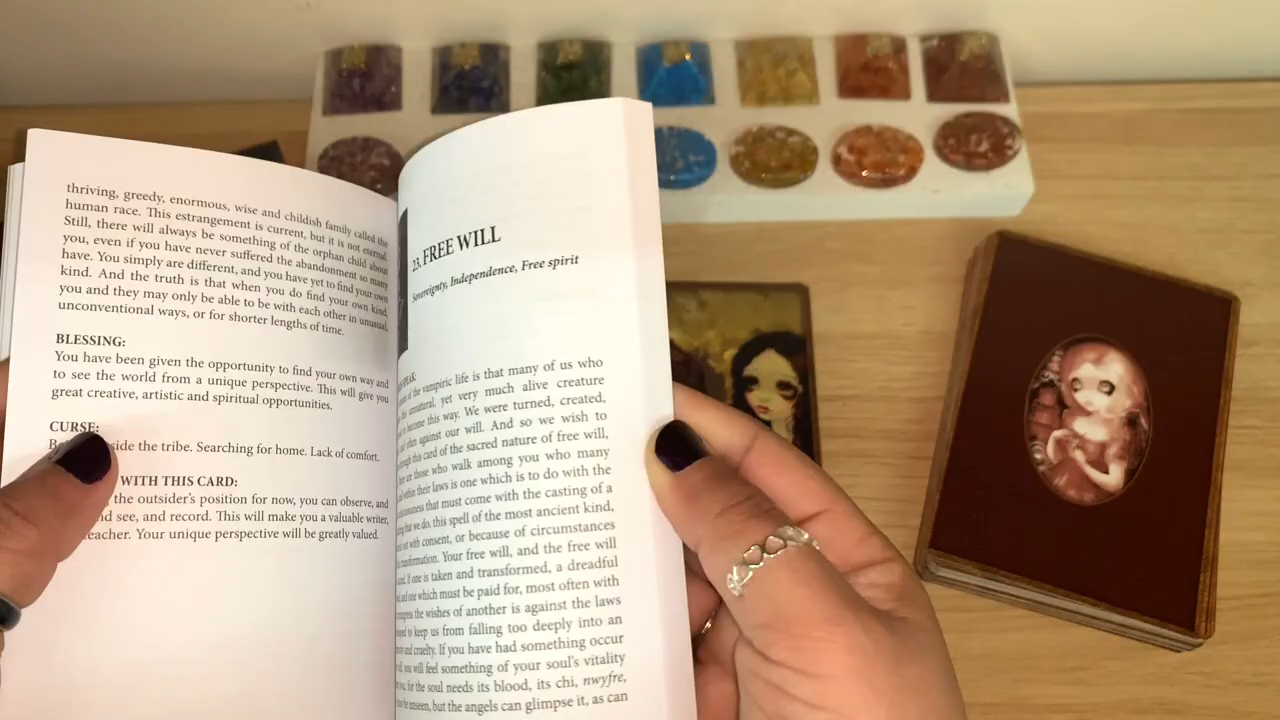 thriving, greedy, enormous, wise and childish family called the
human race. This estrangement is current, but it is not eternal.
Still, there will always be something of the orphan child about
you, even if you have never suffered the abandonment so many
have. You simply are different, and you have yet to find your own
kind. And the truth is that when you do find your own kind,
you and they may only be able to be with each other in unusual,
unconventional ways, or for shorter lengths of time.
BLESSING:
You have been given the opportunity to find your own way and
to see the world from a unique perspective. This will give you
great creative, artistic and spiritual opportunities.
CURSE:
side the tribe. Searching for home. Lack of comfort.
WITH THIS CARD:
the outsider's position for now, you can observe, and
see, and record. This will make you a valuable writer,
teacher. Your unique perspective will be greatly valued.
23. FREE WILL
Sovereignty, Independence, Free spirit
of the vampiric life is that many of us who
unnatural, yet very much alive creature
become this way. We were turned, created,
often against our will. And so we wish to
through this card of the sacred nature of free will,
are those who walk among you who many
within their laws is one which is to do with the
that must come with the casting of a
that we do, this spell of the most ancient kind,
out with consent, or because of circumstances
transformation. Your free will, and the free will
If one is taken and transformed, a dreadful
and one which must be paid for, most often with
the wishes of another is against the laws
to keep us from falling too deeply into an
and cruelty. If you have had something occur
you will feel something of your soul's vitality
for the soul needs its blood, its chi, nwyfre,
be unseen, but the angels can glimpse it, as can